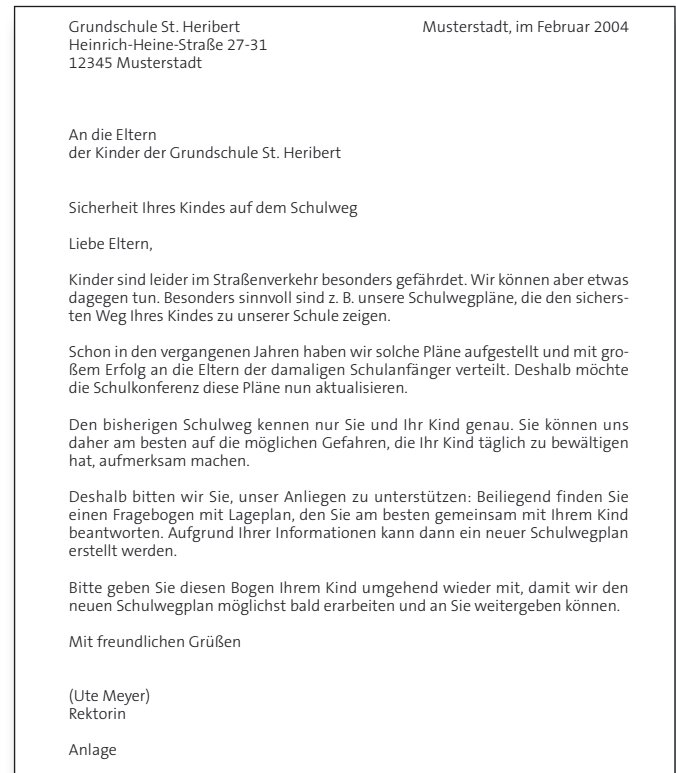 Grundschule St. Heribert Musterstadt, im Februar 2004
Heinrich-Heine-Straße 27-31
12345 Musterstadt
An die Eltern
der Kinder der Grundschule St. Heribert
Sicherheit Ihres Kindes auf dem Schulweg
Liebe Eltern,
Kinder sind leider im Straßenverkehr besonders gefährdet. Wir können aber etwas
dagegen tun. Besonders sinnvoll sind z. B. unsere Schulwegpläne, die den sichers-
ten Weg Ihres Kindes zu unserer Schule zeigen.
Schon in den vergangenen Jahren haben wir solche Pläne aufgestellt und mit gro-
ßem Erfolg an die Eltern der damaligen Schulanfänger verteilt. Deshalb möchte
die Schulkonferenz diese Pläne nun aktualisieren.
Den bisherigen Schulweg kennen nur Sie und Ihr Kind genau. Sie können uns
daher am besten auf die möglichen Gefahren, die Ihr Kind täglich zu bewältigen
hat, aufmerksam machen.
Deshalb bitten wir Sie, unser Anliegen zu unterstützen: Beiliegend finden Sie
einen Fragebogen mit Lageplan, den Sie am besten gemeinsam mit Ihrem Kind
beantworten. Aufgrund Ihrer Informationen kann dann ein neuer Schulwegplan
erstellt werden.
Bitte geben Sie diesen Bogen Ihrem Kind umgehend wieder mit, damit wir den
neuen Schulwegplan möglichst bald erarbeiten und an Sie weitergeben können.
Mit freundlichen Grüßen
(Ute Meyer)
Rektorin
Anlage